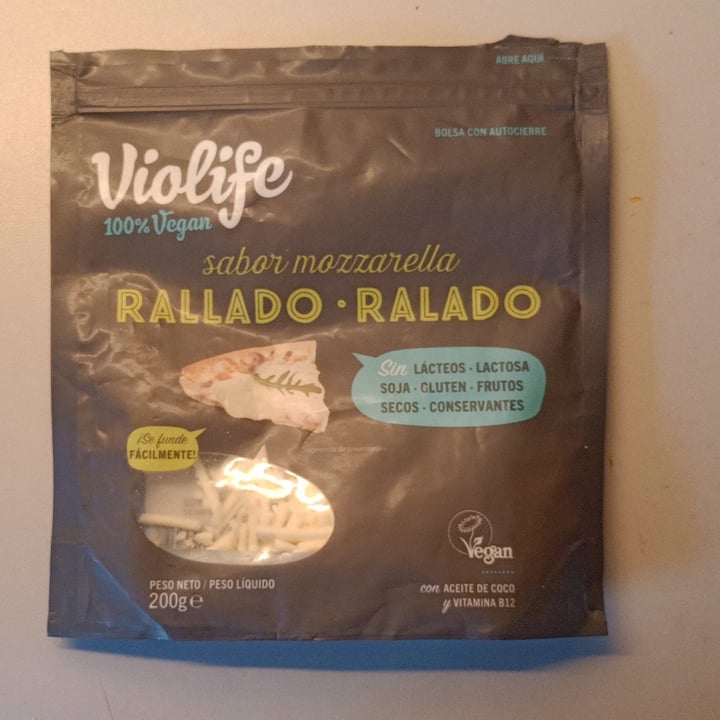 ABRE AQUÍ
BOLSA CON AUTOCIERRE
Violife
100% Vegan
sabor mozzarella
RALLADO · RALADO
Sin LÁCTEOS · LACTOSA
SOJA · GLUTEN · FRUTOS
SECOS · CONSERVANTES
¡Se funde
FÁCILMENTE!
Vegan
PESO NETO / PESO LÍQUIDO
200g e
con ACEITE DE COCO
y VITAMINA B12